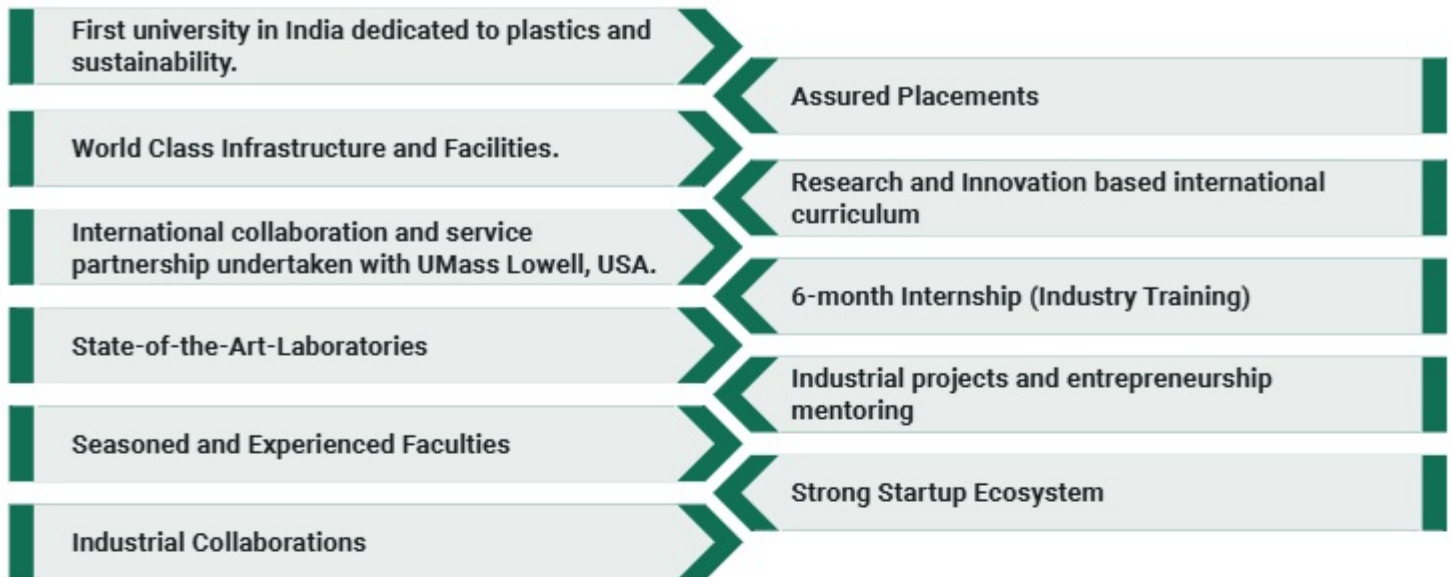 First university in India dedicated to plastics and
sustainability.
Assured Placements
World Class Infrastructure and Facilities.
Research and Innovation based international
curriculum
International collaboration and service
partnership undertaken with UMass Lowell, USA.
6-month Internship (Industry Training)
State-of-the-Art-Laboratories
Industrial projects and entrepreneurship
mentoring
Seasoned and Experienced Faculties
Strong Startup Ecosystem
Industrial Collaborations